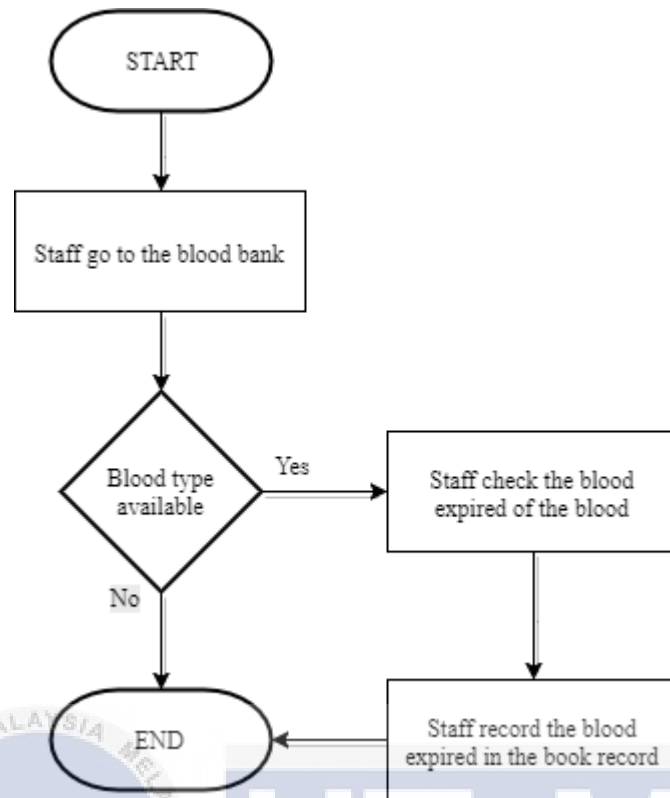 START
Staff go to the blood bank
Blood type
available
Yes
Staff check the blood
expired of the blood
No
END
Staff record the blood
expired in the book record